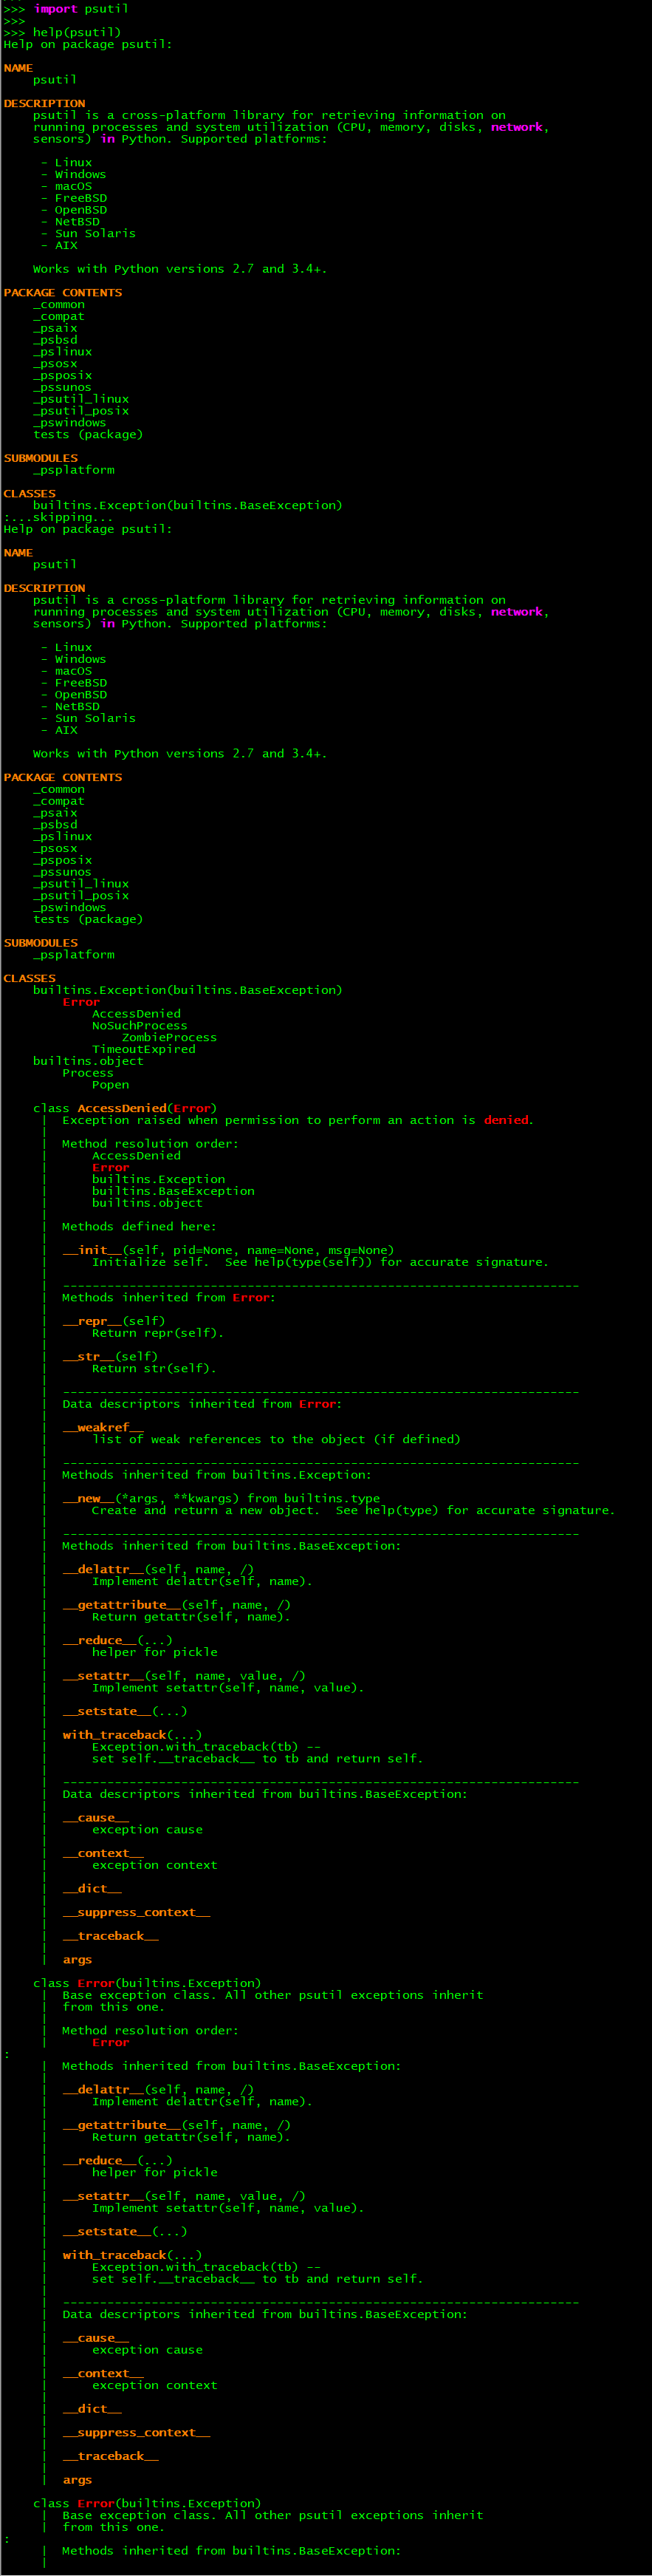 >>> import psutil
>>>
>>> help(psutil)
Help on package psutil:

NAME
    psutil

DESCRIPTION
    psutil is a cross-platform library for retrieving information on
    running processes and system utilization (CPU, memory, disks, network,
    sensors) in Python. Supported platforms:

     - Linux
     - Windows
     - macOS
     - FreeBSD
     - OpenBSD
     - NetBSD
     - Sun Solaris
     - AIX

    Works with Python versions 2.7 and 3.4+.

PACKAGE CONTENTS
    _common
    _compat
    _psaix
    _psbsd
    _pslinux
    _psosx
    _psposix
    _pssunos
    _psutil_linux
    _psutil_posix
    _pswindows
    tests (package)

SUBMODULES
    _psplatform

CLASSES
    builtins.Exception(builtins.BaseException)
:...skipping...
Help on package psutil:

NAME
    psutil

DESCRIPTION
    psutil is a cross-platform library for retrieving information on
    running processes and system utilization (CPU, memory, disks, network,
    sensors) in Python. Supported platforms:

     - Linux
     - Windows
     - macOS
     - FreeBSD
     - OpenBSD
     - NetBSD
     - Sun Solaris
     - AIX

    Works with Python versions 2.7 and 3.4+.

PACKAGE CONTENTS
    _common
    _compat
    _psaix
    _psbsd
    _pslinux
    _psosx
    _psposix
    _pssunos
    _psutil_linux
    _psutil_posix
    _pswindows
    tests (package)

SUBMODULES
    _psplatform

CLASSES
    builtins.Exception(builtins.BaseException)
        Error
            AccessDenied
            NoSuchProcess
                ZombieProcess
            TimeoutExpired
    builtins.object
        Process
            Popen

    class AccessDenied(Error)
     |  Exception raised when permission to perform an action is denied.
     |
     |  Method resolution order:
     |      AccessDenied
     |      Error
     |      builtins.Exception
     |      builtins.BaseException
     |      builtins.object
     |
     |  Methods defined here:
     |
     |  __init__(self, pid=None, name=None, msg=None)
     |      Initialize self.  See help(type(self)) for accurate signature.
     |
     |  ----------------------------------------------------------------------
     |  Methods inherited from Error:
     |
     |  __repr__(self)
     |      Return repr(self).
     |
     |  __str__(self)
     |      Return str(self).
     |
     |  ----------------------------------------------------------------------
     |  Data descriptors inherited from Error:
     |
     |  __weakref__
     |      list of weak references to the object (if defined)
     |
     |  ----------------------------------------------------------------------
     |  Methods inherited from builtins.Exception:
     |
     |  __new__(*args, **kwargs) from builtins.type
     |      Create and return a new object.  See help(type) for accurate signature.
     |
     |  ----------------------------------------------------------------------
     |  Methods inherited from builtins.BaseException:
     |
     |  __delattr__(self, name, /)
     |      Implement delattr(self, name).
     |
     |  __getattribute__(self, name, /)
     |      Return getattr(self, name).
     |
     |  __reduce__(...)
     |      helper for pickle
     |
     |  __setattr__(self, name, value, /)
     |      Implement setattr(self, name, value).
     |
     |  __setstate__(...)
     |
     |  with_traceback(...)
     |      Exception.with_traceback(tb) --
     |      set self.__traceback__ to tb and return self.
     |
     |  ----------------------------------------------------------------------
     |  Data descriptors inherited from builtins.BaseException:
     |
     |  __cause__
     |      exception cause
     |
     |  __context__
     |      exception context
     |
     |  __dict__
     |
     |  __suppress_context__
     |
     |  __traceback__
     |
     |  args

    class Error(builtins.Exception)
     |  Base exception class. All other psutil exceptions inherit
     |  from this one.
     |
     |  Method resolution order:
     |      Error
:
     |  Methods inherited from builtins.BaseException:
     |
     |  __delattr__(self, name, /)
     |      Implement delattr(self, name).
     |
     |  __getattribute__(self, name, /)
     |      Return getattr(self, name).
     |
     |  __reduce__(...)
     |      helper for pickle
     |
     |  __setattr__(self, name, value, /)
     |      Implement setattr(self, name, value).
     |
     |  __setstate__(...)
     |
     |  with_traceback(...)
     |      Exception.with_traceback(tb) --
     |      set self.__traceback__ to tb and return self.
     |
     |  ----------------------------------------------------------------------
     |  Data descriptors inherited from builtins.BaseException:
     |
     |  __cause__
     |      exception cause
     |
     |  __context__
     |      exception context
     |
     |  __dict__
     |
     |  __suppress_context__
     |
     |  __traceback__
     |
     |  args

    class Error(builtins.Exception)
     |  Base exception class. All other psutil exceptions inherit
     |  from this one.
:
     |  Methods inherited from builtins.BaseException:
     |